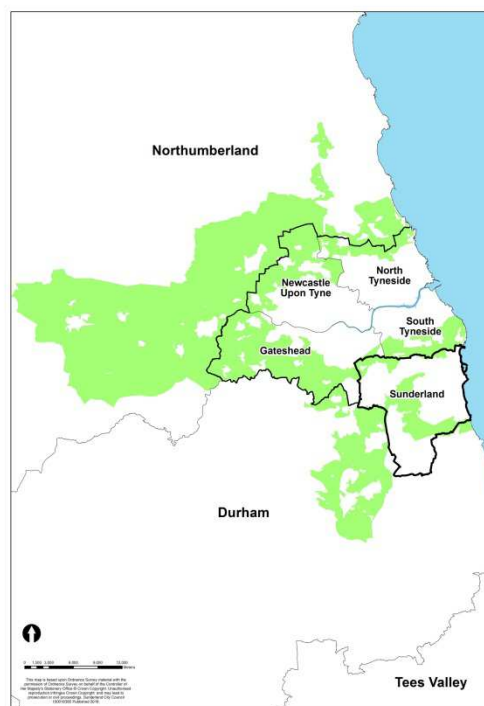 Northumberland
North
Tyneside
Newcastle
Upon Tyne
South
Tyneside
Gateshead
Sunderland
Durham
Tees Valley